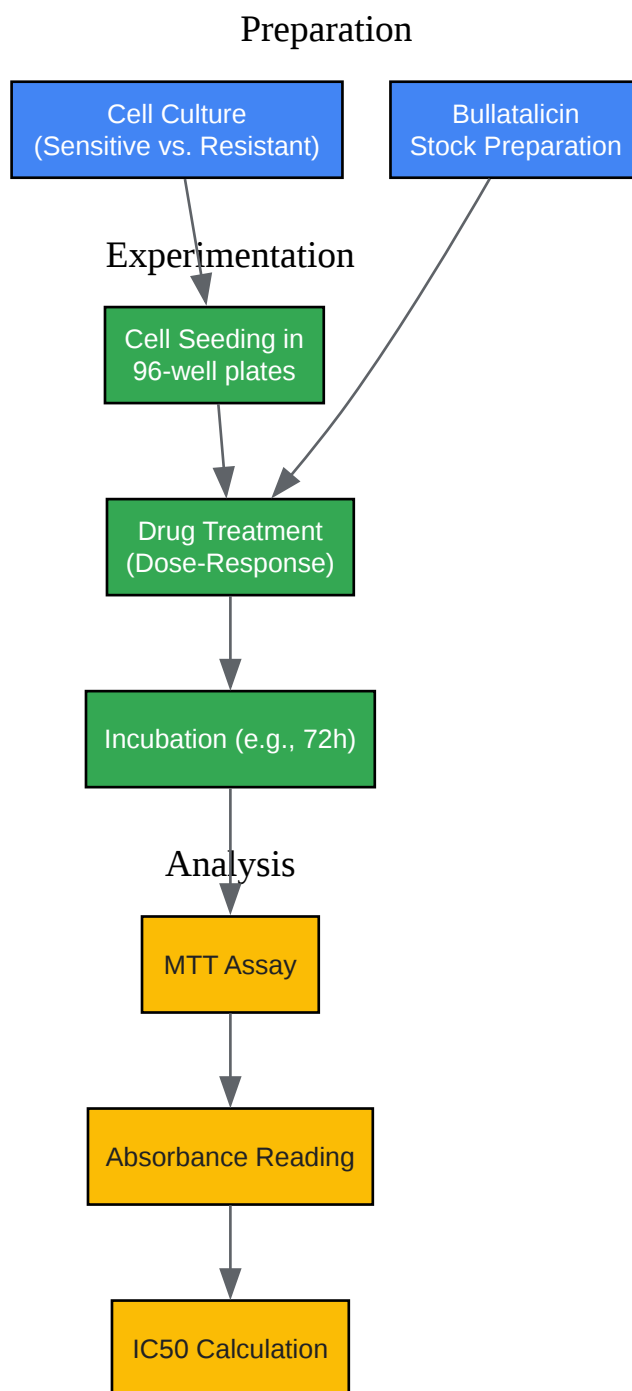 Preparation
Cell Culture
(Sensitive vs. Resistant)
Bullatalicin
Stock Preparation
Experimentation
Cell Seeding in
96-well plates
Drug Treatment
(Dose-Response)
Incubation (e.g., 72h)
Analysis
MTT Assay
Absorbance Reading
IC50 Calculation